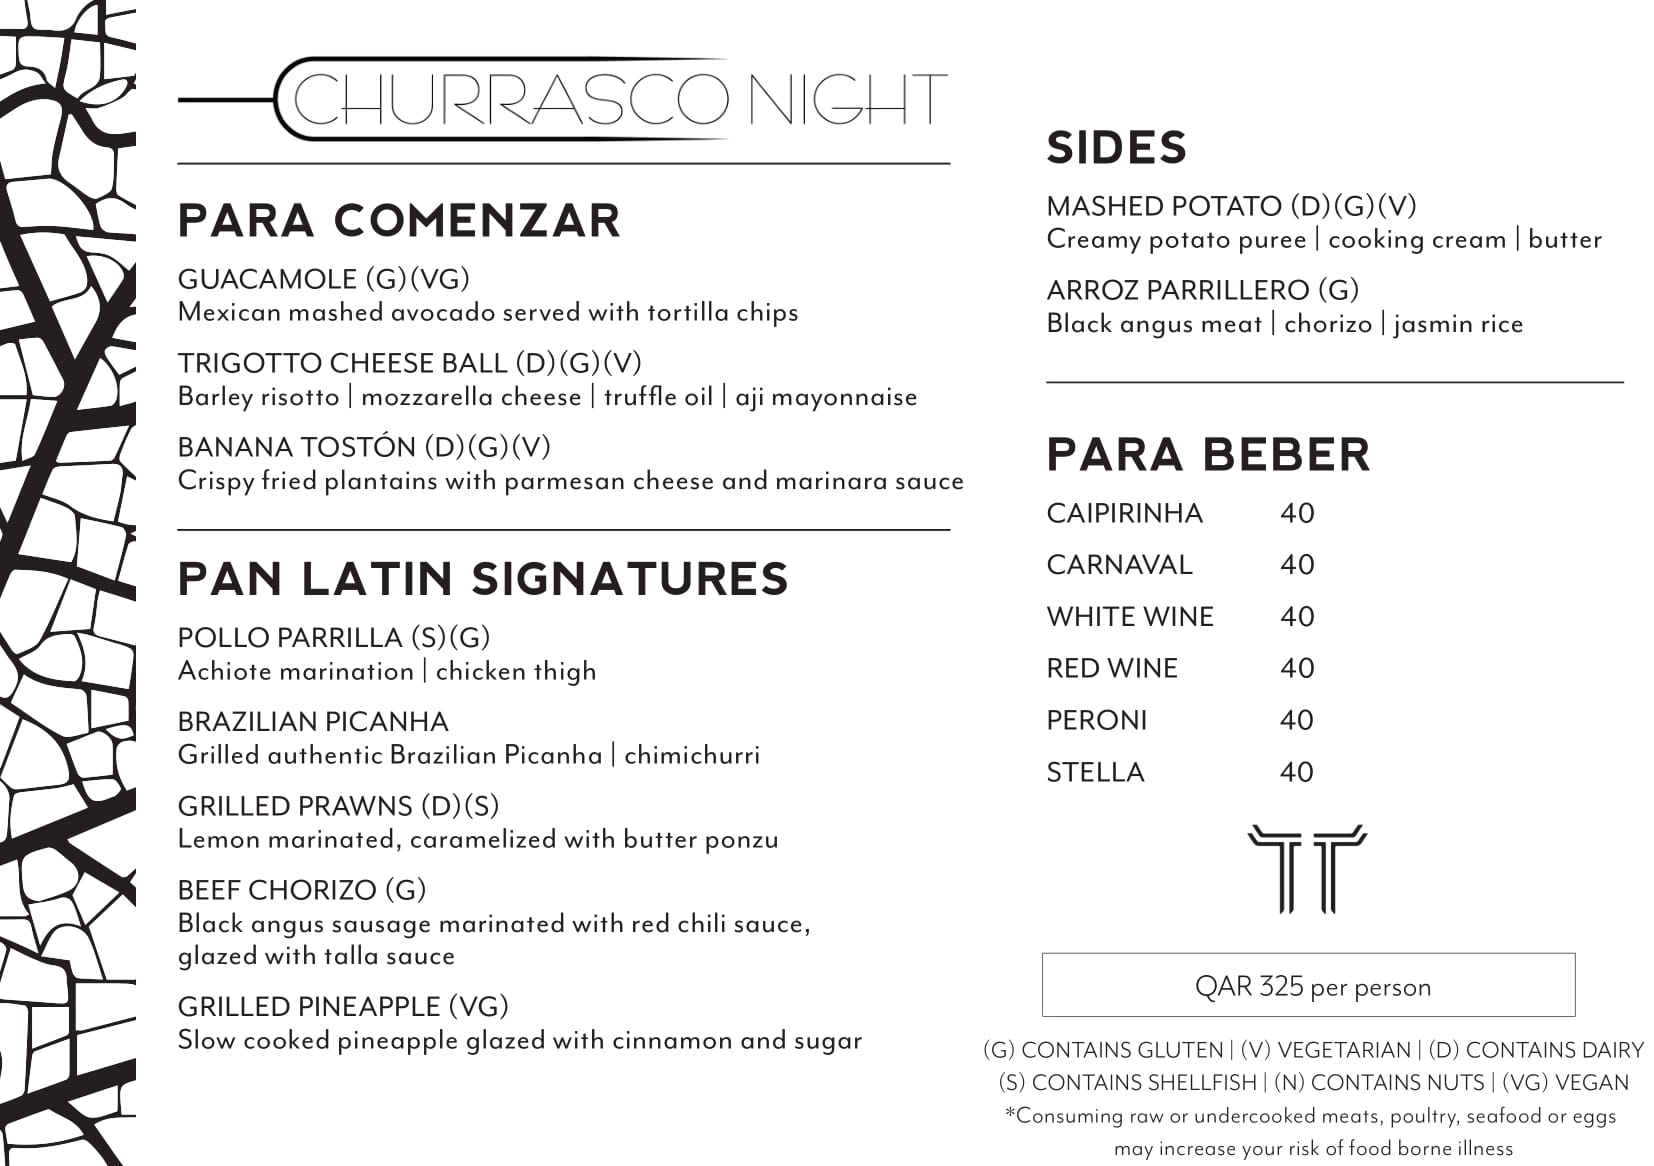 CHURRASCO NIGHT
PARA COMENZAR
GUACAMOLE (G)(VG)
Mexican mashed avocado served with tortilla chips
TRIGOTTO CHEESE BALL (D)(G)(V)
Barley risotto | mozzarella cheese | truffle oil | aji mayonnaise
BANANA TOSTÓN (D)(G)(V)
Crispy fried plantains with parmesan cheese and marinara sauce
PAN LATIN SIGNATURES
POLLO PARRILLA (S)(G)
Achiote marination | chicken thigh
BRAZILIAN PICANHA
Grilled authentic Brazilian Picanha | chimichurri
GRILLED PRAWNS (D)(S)
Lemon marinated, caramelized with butter ponzu
BEEF CHORIZO (G)
Black angus sausage marinated with red chili sauce,
glazed with talla sauce
GRILLED PINEAPPLE (VG)
Slow cooked pineapple glazed with cinnamon and sugar
SIDES
MASHED POTATO (D)(G)(V)
Creamy potato puree | cooking cream | butter
ARROZ PARRILLERO (G)
Black angus meat | chorizo | jasmin rice
PARA BEBER
CAIPIRINHA 40
CARNAVAL 40
WHITE WINE 40
RED WINE 40
PERONI 40
STELLA 40
QAR 325 per person
(G) CONTAINS GLUTEN | (V) VEGETARIAN | (D) CONTAINS DAIRY
(S) CONTAINS SHELLFISH | (N) CONTAINS NUTS | (VG) VEGAN
*Consuming raw or undercooked meats, poultry, seafood or eggs
may increase your risk of food borne illness